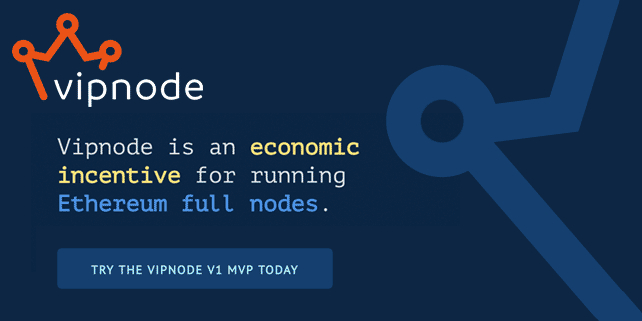 vipnode
Vipnode is an economic
incentive for running
Ethereum full nodes.
TRY THE VIPNODE V1 MVP TODAY